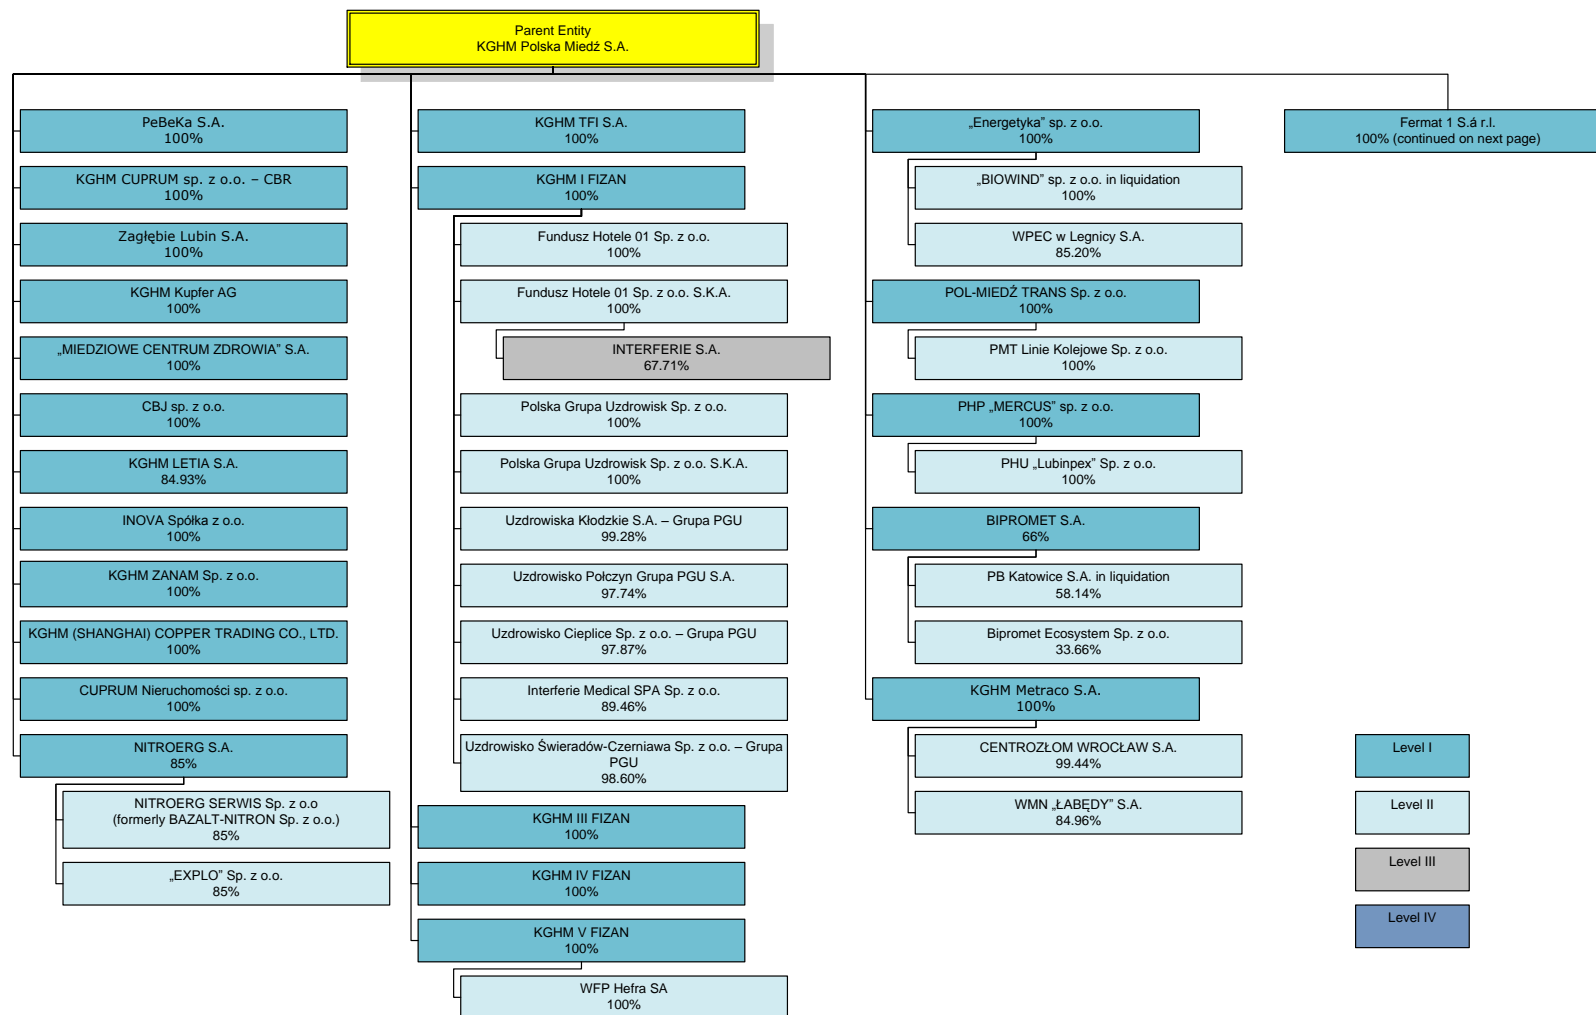 Parent Entity
KGHM Polska Miedź S.A.
PeBeKa S.A.
100%
KGHM CUPRUM sp. z o.o. – CBR
100%
Zagłębie Lubin S.A.
100%
KGHM Kupfer AG
100%
„MIEDZIOWE CENTRUM ZDROWIA” S.A.
100%
CBJ sp. z o.o.
100%
KGHM LETIA S.A.
84.93%
INOVA Spółka z o.o.
100%
KGHM ZANAM Sp. z o.o.
100%
KGHM (SHANGHAI) COPPER TRADING CO., LTD.
100%
CUPRUM Nieruchomości sp. z o.o.
100%
NITROERG S.A.
85%
NITROERG SERWIS Sp. z o.o
(formerly BAZALT-NITRON Sp. z o.o.)
85%
„EXPLO” Sp. z o.o.
85%
KGHM TFI S.A.
100%
KGHM I FIZAN
100%
Fundusz Hotele 01 Sp. z o.o.
100%
Fundusz Hotele 01 Sp. z o.o. S.K.A.
100%
INTERFERIE S.A.
67.71%
Polska Grupa Uzdrowisk Sp. z o.o.
100%
Polska Grupa Uzdrowisk Sp. z o.o. S.K.A.
100%
Uzdrowiska Kłodzkie S.A. – Grupa PGU
99.28%
Uzdrowisko Połczyn Grupa PGU S.A.
97.74%
Uzdrowisko Cieplice Sp. z o.o. – Grupa PGU
97.87%
Interferie Medical SPA Sp. z o.o.
89.46%
Uzdrowisko Świeradów-Czerniawa Sp. z o.o. – Grupa
PGU
98.60%
KGHM III FIZAN
100%
KGHM IV FIZAN
100%
KGHM V FIZAN
100%
WFP Hefra SA
100%
„Energetyka” sp. z o.o.
100%
„BIOWIND” sp. z o.o. in liquidation
100%
WPEC w Legnicy S.A.
85.20%
POL-MIEDŹ TRANS Sp. z o.o.
100%
PMT Linie Kolejowe Sp. z o.o.
100%
PHP „MERCUS” sp. z o.o.
100%
PHU „Lubinpex” Sp. z o.o.
100%
BIPROMET S.A.
66%
PB Katowice S.A. in liquidation
58.14%
Bipromet Ecosystem Sp. z o.o.
33.66%
KGHM Metraco S.A.
100%
CENTROZŁOM WROCŁAW S.A.
99.44%
WMN „ŁABĘDY” S.A.
84.96%
Fermat 1 S.á r.l.
100% (continued on next page)
Level I
Level II
Level III
Level IV